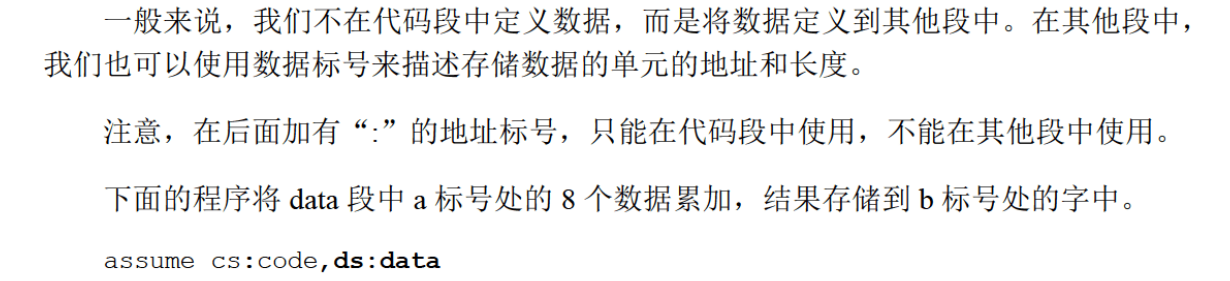 一般来说，我们不在代码段中定义数据，而是将数据定义到其他段中。在其他段中，
我们也可以使用数据标号来描述存储数据的单元的地址和长度。
注意，在后面加有“:”的地址标号，只能在代码段中使用，不能在其他段中使用。
下面的程序将 data 段中 a 标号处的 8 个数据累加，结果存储到 b 标号处的字中。
assume cs:code,ds:data